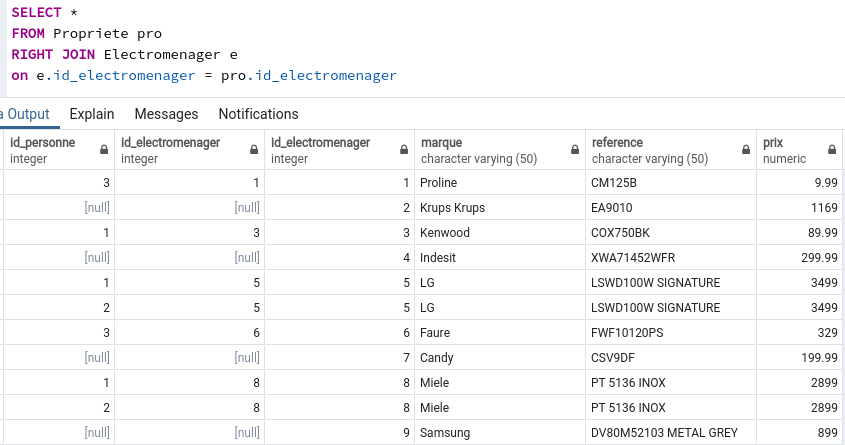 SELECT *
FROM Propriete pro
RIGHT JOIN Electromenager e
on e.id_electromenager = pro.id_electromenager
a Output Explain Messages Notifications
id_personne id_electromenager id_electromenager marque reference prix
integer integer integer character varying (50) character varying (50) numeric
3 1 1 Proline CM125B 9.99
[null] [null] 2 Krups Krups EA9010 1169
1 3 3 Kenwood COX750BK 89.99
[null] [null] 4 Indesit XWA71452WFR 299.99
1 5 5 LG LSWD100W SIGNATURE 3499
2 5 5 LG LSWD100W SIGNATURE 3499
3 6 6 Faure FWF10120PS 329
[null] [null] 7 Candy CSV9DF 199.99
1 8 8 Miele PT 5136 INOX 2899
2 8 8 Miele PT 5136 INOX 2899
[null] [null] 9 Samsung DV80M52103 METAL GREY 899